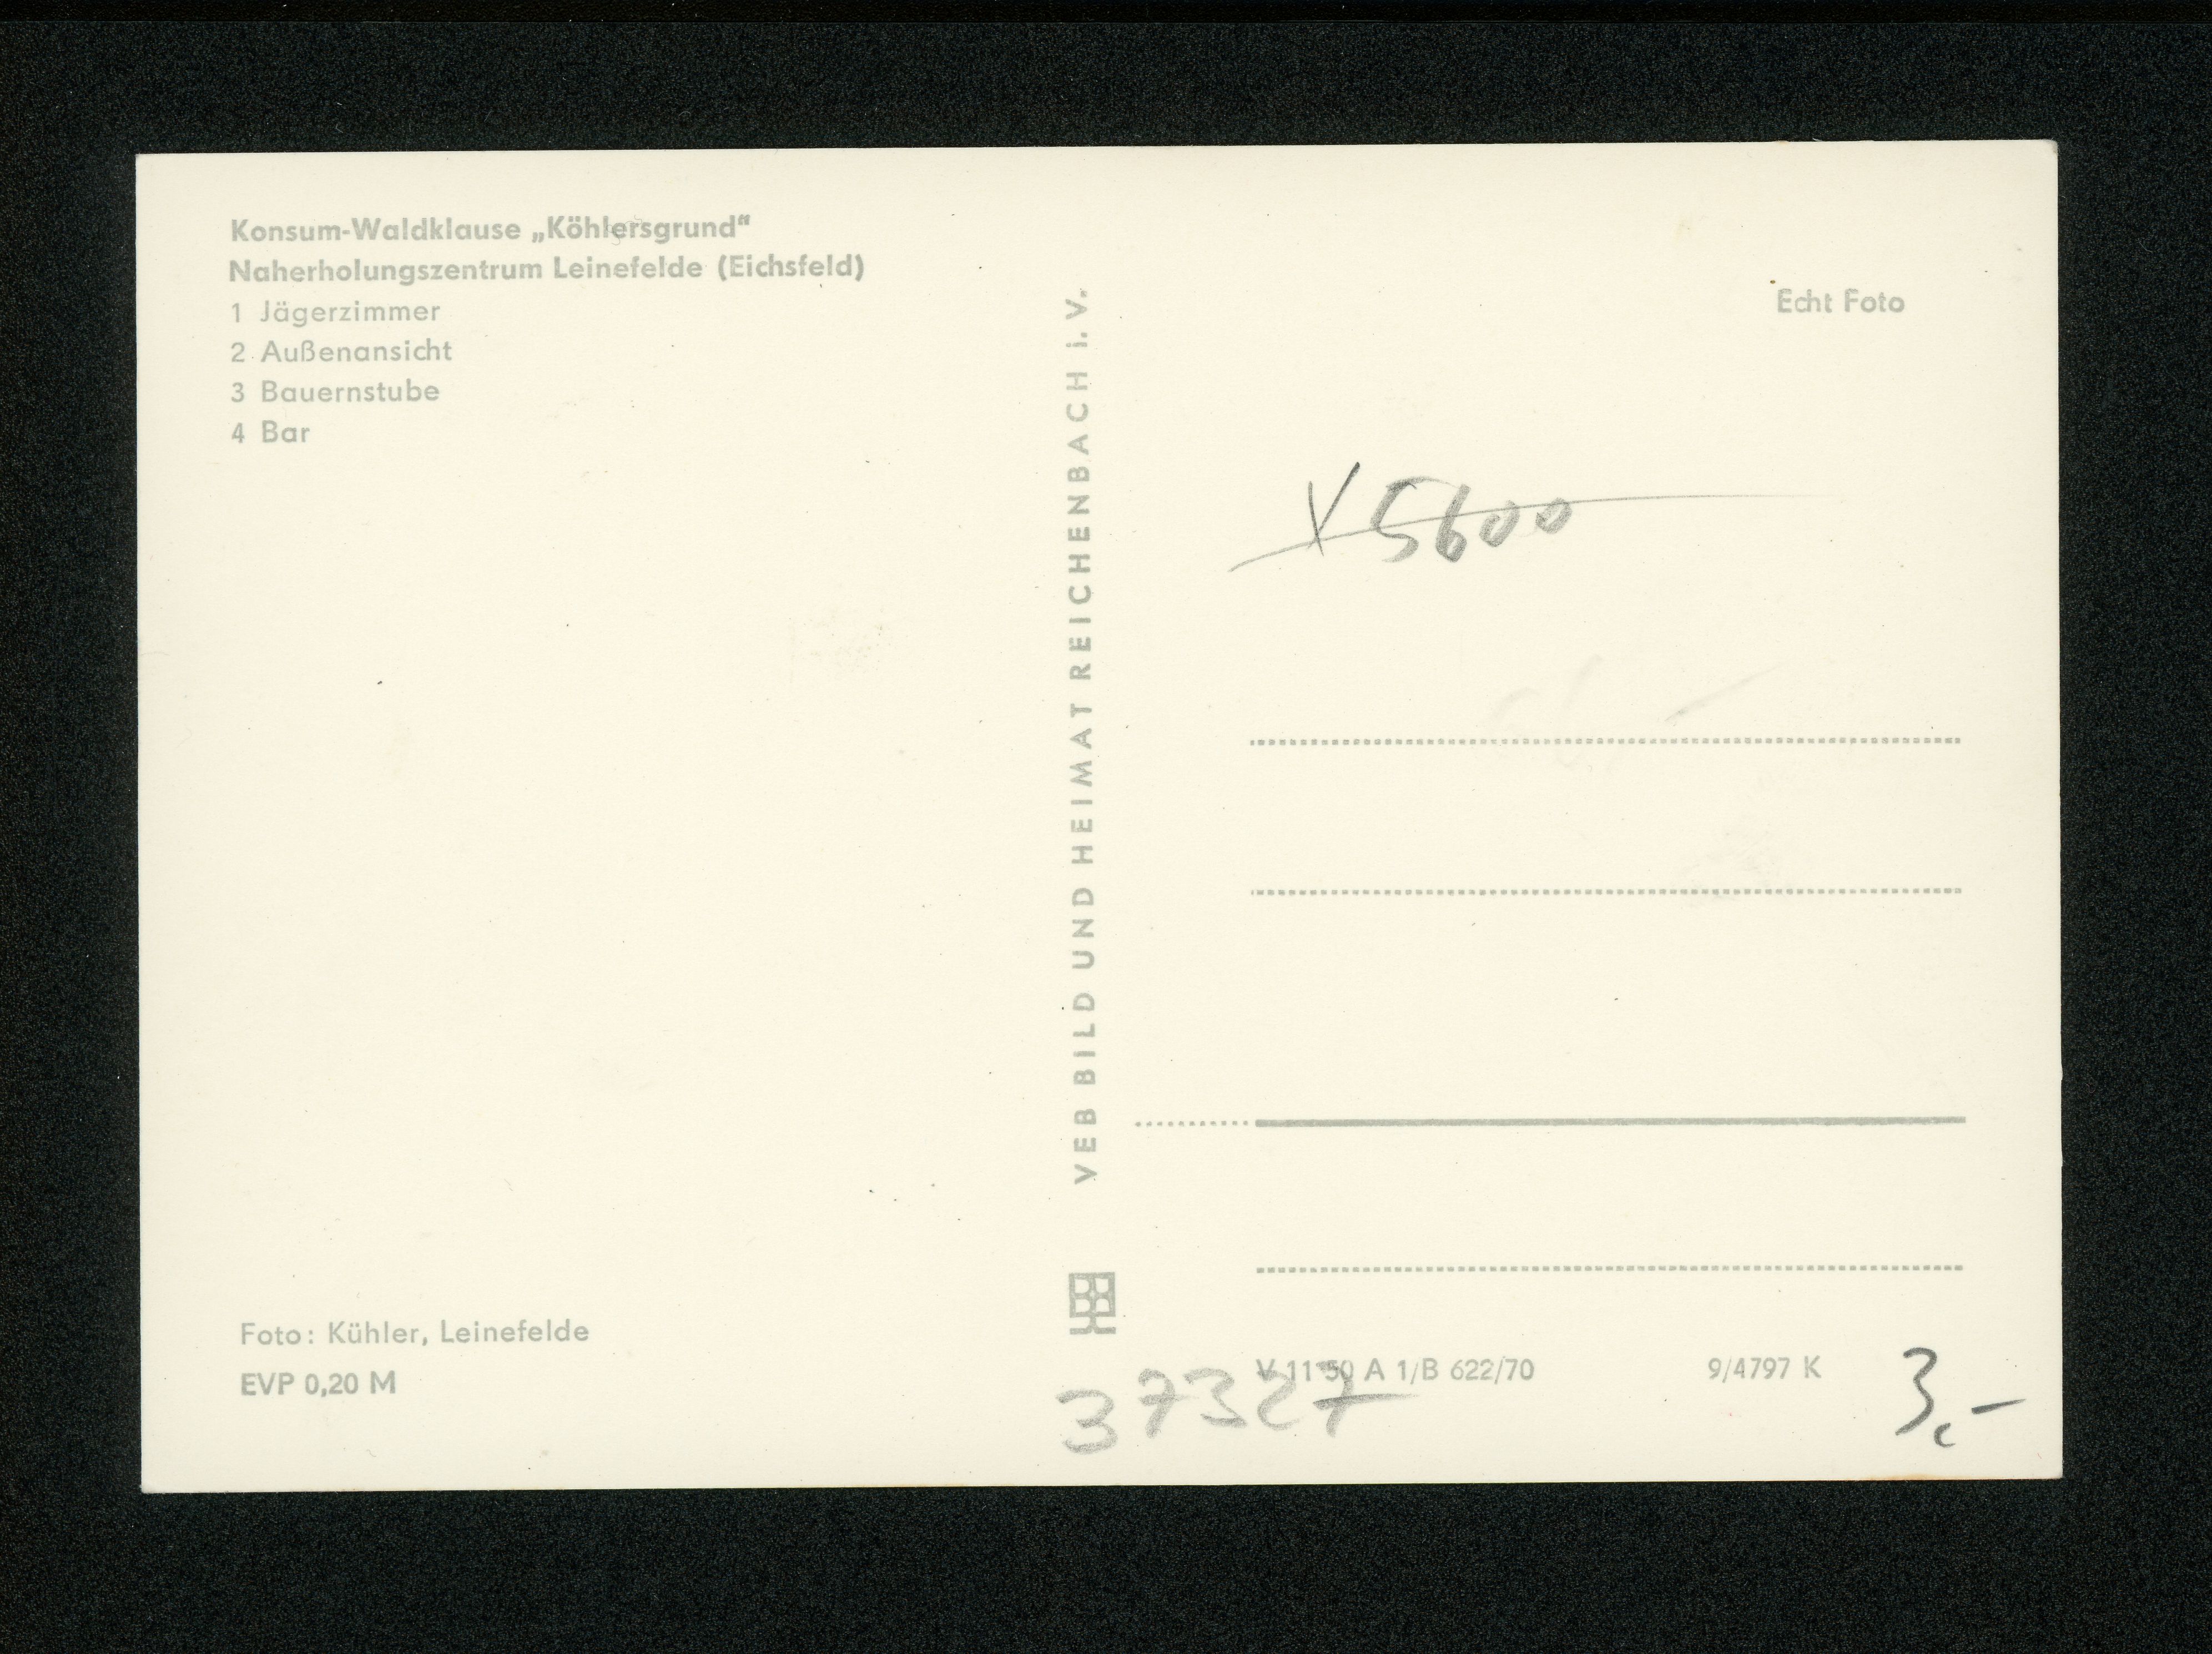 Konsum-Waldklause „Köhlersgrund“
Naherholungszentrum Leinefelde (Eichsfeld)
1 Jägerzimmer
2 Außenansicht
3 Bauernstube
4 Bar
Foto: Kühler, Leinefelde
EVP 0,20 M
VEB BILD UND HEIMAT REICHENBACH i. V.
Echt Foto
X 5600
V 11 50 A 1/B 622/70
9/4797 K
37327
3,-